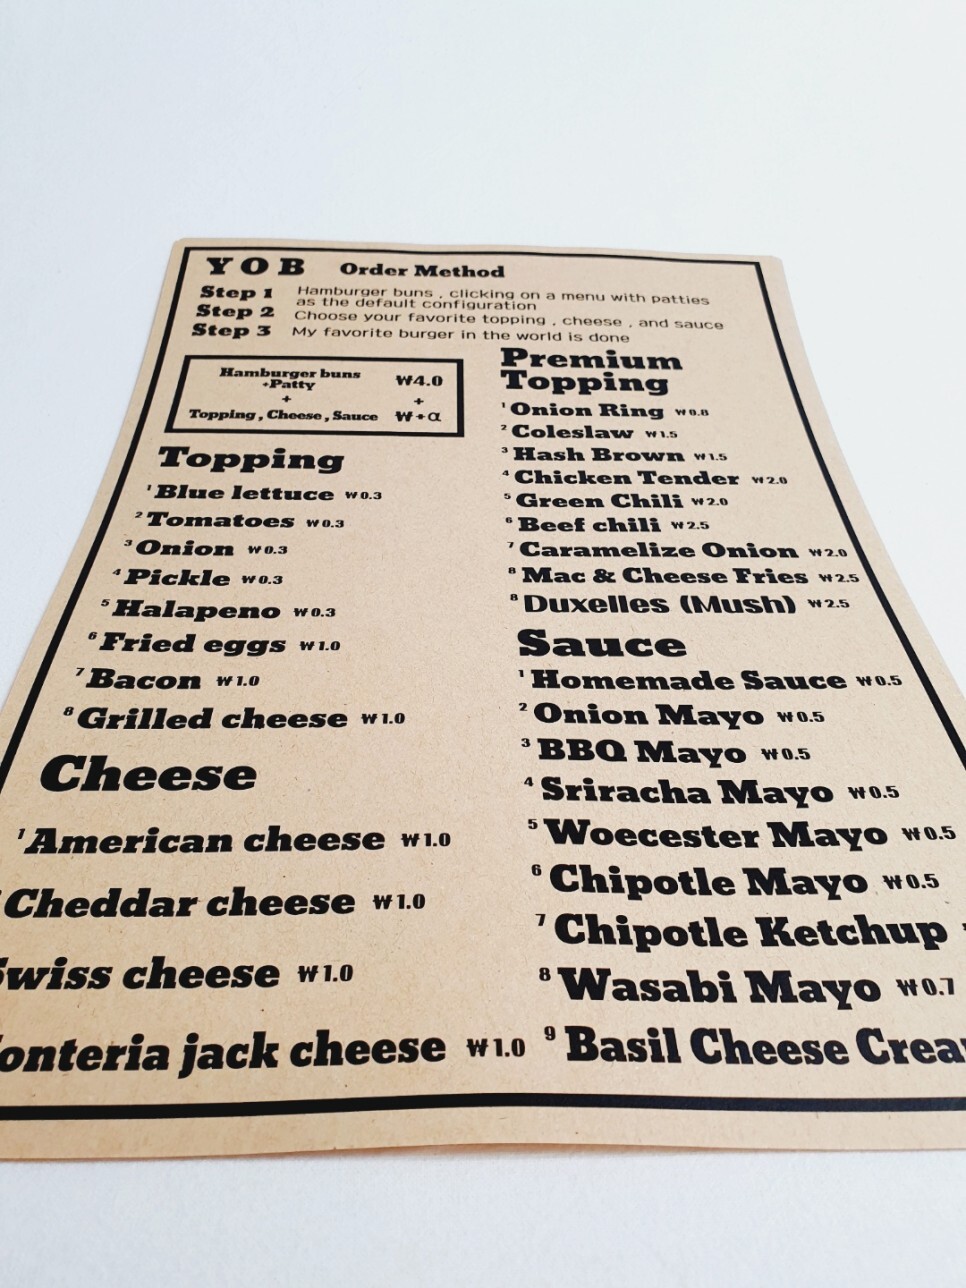 YOB Order Method
Step 1 Hamburger buns , clicking on a menu with patties
as the default configuration
Step 2 Choose your favorite topping , cheese , and sauce
Step 3 My favorite burger in the world is done
Hamburger buns
+Patty ₩4.0
+ +
Topping , Cheese , Sauce ₩+α
Topping
1 Blue lettuce ₩0.3
2 Tomatoes ₩0.3
3 Onion ₩0.3
4 Pickle ₩0.3
5 Halapeno ₩0.3
6 Fried eggs ₩1.0
7 Bacon ₩1.0
8 Grilled cheese ₩1.0
Cheese
1 American cheese ₩1.0
Cheddar cheese ₩1.0
Swiss cheese ₩1.0
jack cheese ₩1.0
Premium
Topping
1 Onion Ring ₩0.8
2 Coleslaw ₩1.5
3 Hash Brown ₩1.5
4 Chicken Tender ₩2.0
5 Green Chili ₩2.0
6 Beef chili ₩2.5
7 Caramelize Onion ₩2.0
8 Mac & Cheese Fries ₩2.5
8 Duxelles (Mush) ₩2.5
Sauce
1 Homemade Sauce ₩0.5
2 Onion Mayo ₩0.5
3 BBQ Mayo ₩0.5
4 Sriracha Mayo ₩0.5
5 Woecester Mayo ₩0.5
6 Chipotle Mayo ₩0.5
7 Chipotle Ketchup
8 Wasabi Mayo ₩0.7
9 Basil Cheese